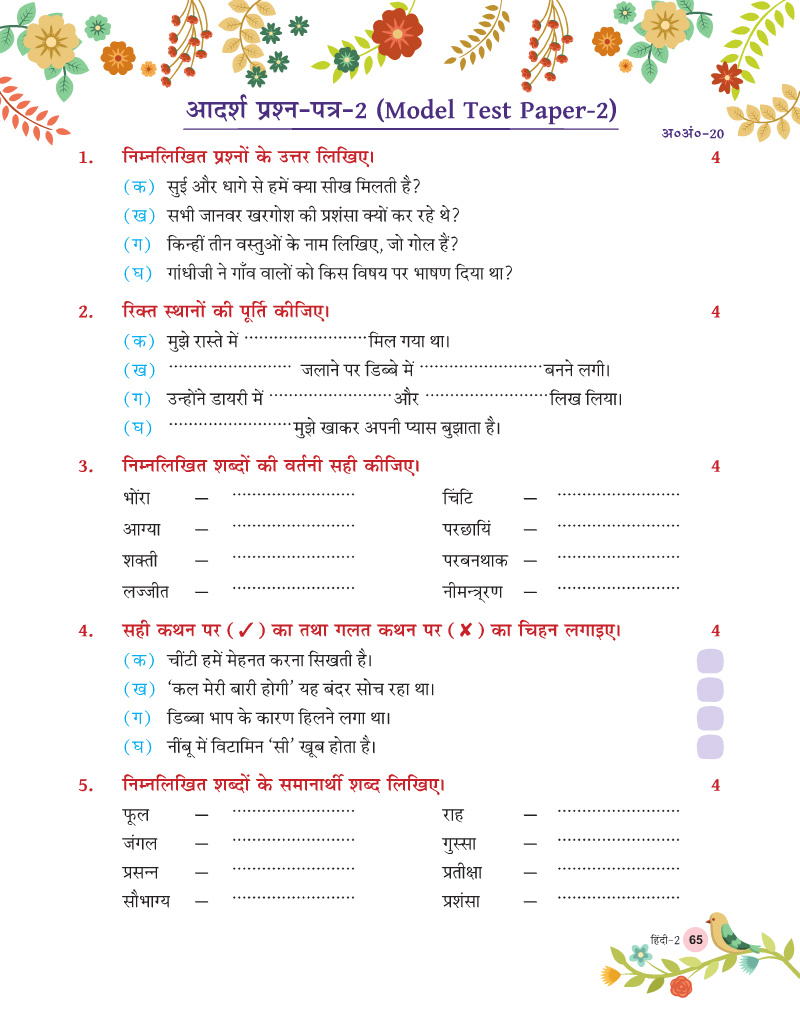 आदर्श प्रश्न-पत्र-2 (Model Test Paper-2)
अ०अं०-20
1. निम्नलिखित प्रश्नों के उत्तर लिखिए। 4
(क) सुई और धागे से हमें क्या सीख मिलती है?
(ख) सभी जानवर खरगोश की प्रशंसा क्यों कर रहे थे?
(ग) किन्हीं तीन वस्तुओं के नाम लिखिए, जो गोल हैं?
(घ) गांधीजी ने गाँव वालों को किस विषय पर भाषण दिया था?
2. रिक्त स्थानों की पूर्ति कीजिए। 4
(क) मुझे रास्ते में ........................ मिल गया था।
(ख) ........................ जलाने पर डिब्बे में ........................ बनने लगी।
(ग) उन्होंने डायरी में ........................ और ........................ लिख लिया।
(घ) ........................ मुझे खाकर अपनी प्यास बुझाता है।
3. निम्नलिखित शब्दों की वर्तनी सही कीजिए। 4
भोंरा – ........................ चिंटि – ........................
आग्या – ........................ परछायिं – ........................
शक्ती – ........................ परबनथाक – ........................
लज्जीत – ........................ नीमन्त्र्रण – ........................
4. सही कथन पर (✓) का तथा गलत कथन पर (✘) का चिहन लगाइए। 4
(क) चींटी हमें मेहनत करना सिखती है।
(ख) ‘कल मेरी बारी होगी’ यह बंदर सोच रहा था।
(ग) डिब्बा भाप के कारण हिलने लगा था।
(घ) नींबू में विटामिन ‘सी’ खूब होता है।
5. निम्नलिखित शब्दों के समानार्थी शब्द लिखिए। 4
फूल – ........................ राह – ........................
जंगल – ........................ गुस्सा – ........................
प्रसन्न – ........................ प्रतीक्षा – ........................
सौभाग्य – ........................ प्रशंसा – ........................
हिंदी-2 65